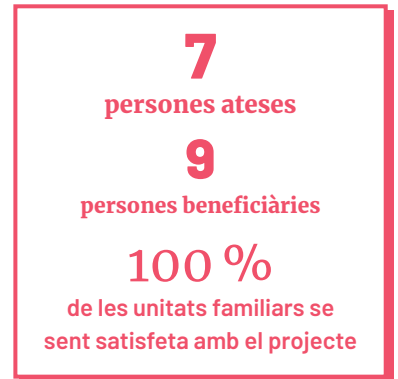 7
persones ateses
9
persones beneficiàries
100 %
de les unitats familiars se
sent satisfeta amb el projecte